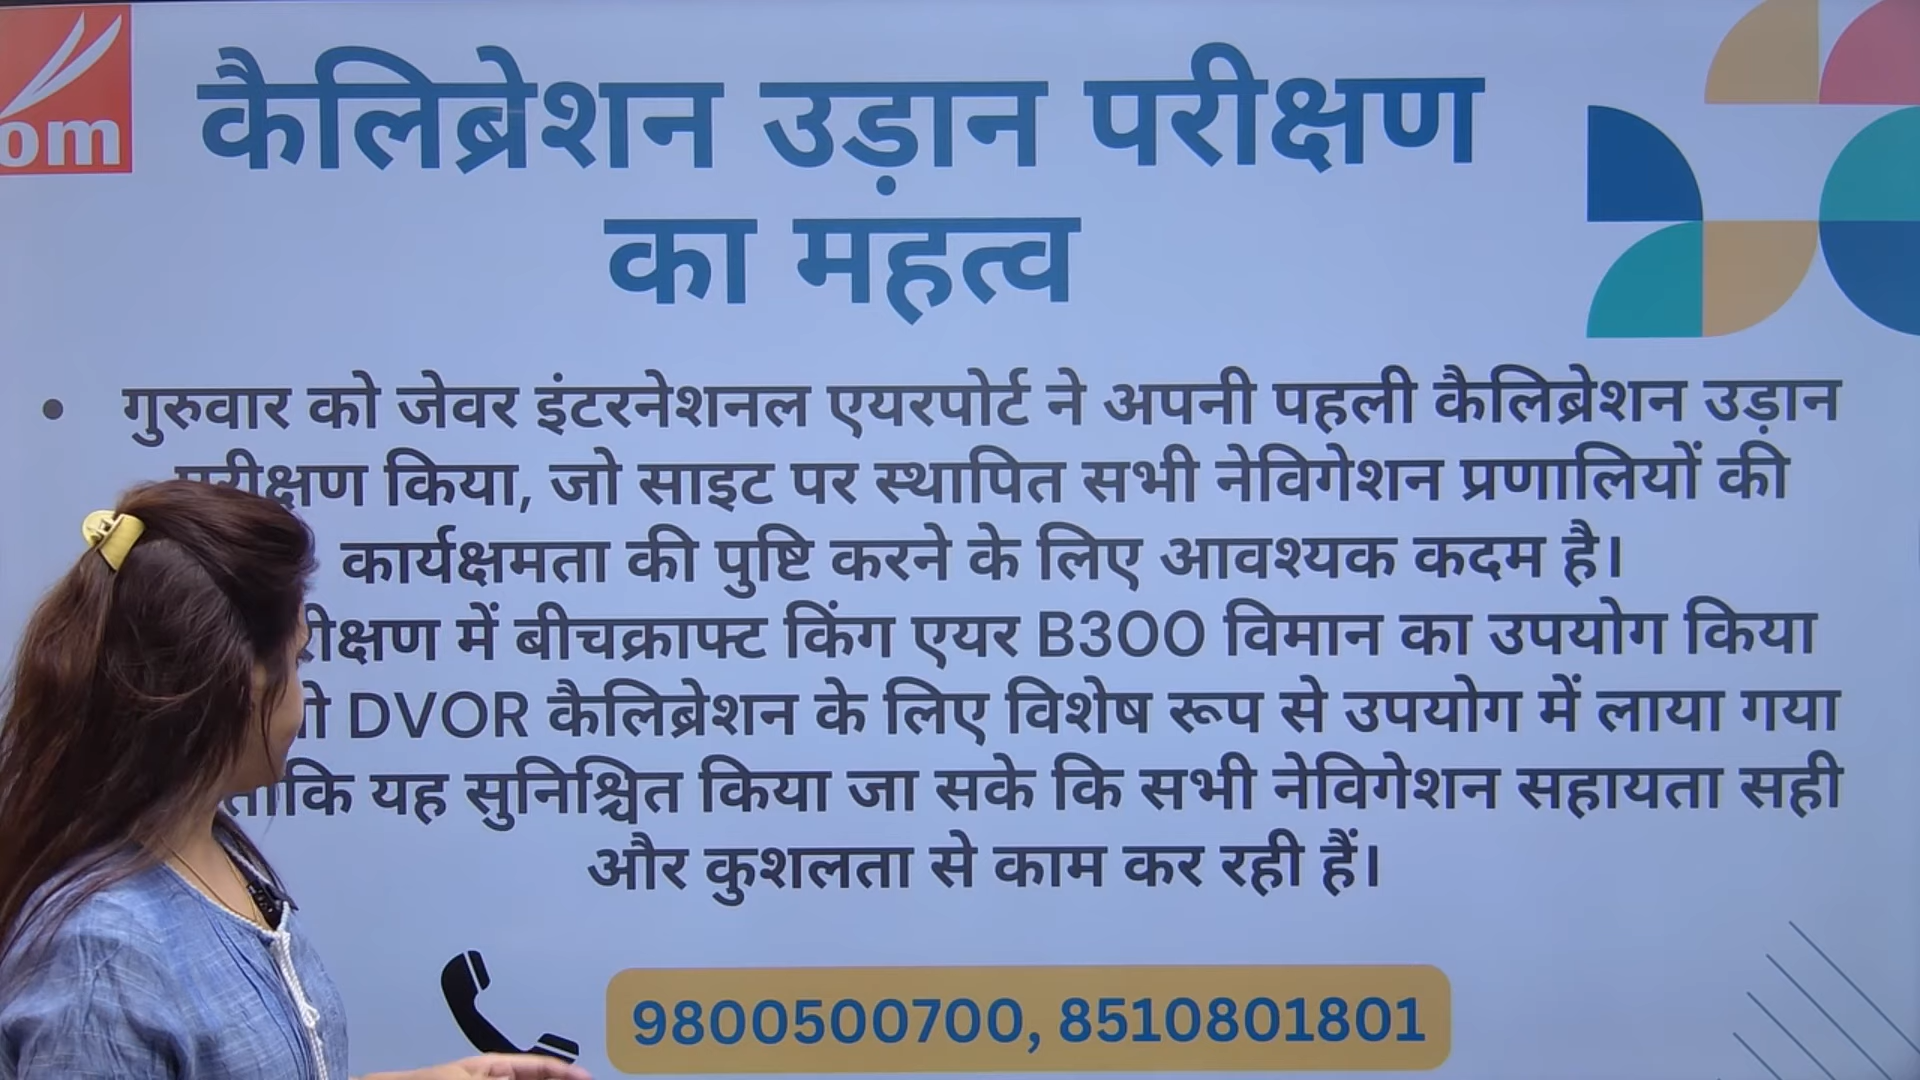 om
कैलिब्रेशन उड़ान परीक्षण
का महत्व
• गुरुवार को जेवर इंटरनेशनल एयरपोर्ट ने अपनी पहली कैलिब्रेशन उड़ान
परीक्षण किया, जो साइट पर स्थापित सभी नेविगेशन प्रणालियों की
कार्यक्षमता की पुष्टि करने के लिए आवश्यक कदम है।
में बीचक्राफ्ट किंग एयर B300 विमान का उपयोग किया
DVOR कैलिब्रेशन के लिए विशेष रूप से उपयोग में लाया गया
ताकि यह सुनिश्चित किया जा सके कि सभी नेविगेशन सहायता सही
और कुशलता से काम कर रही हैं।
9800500700, 8510801801